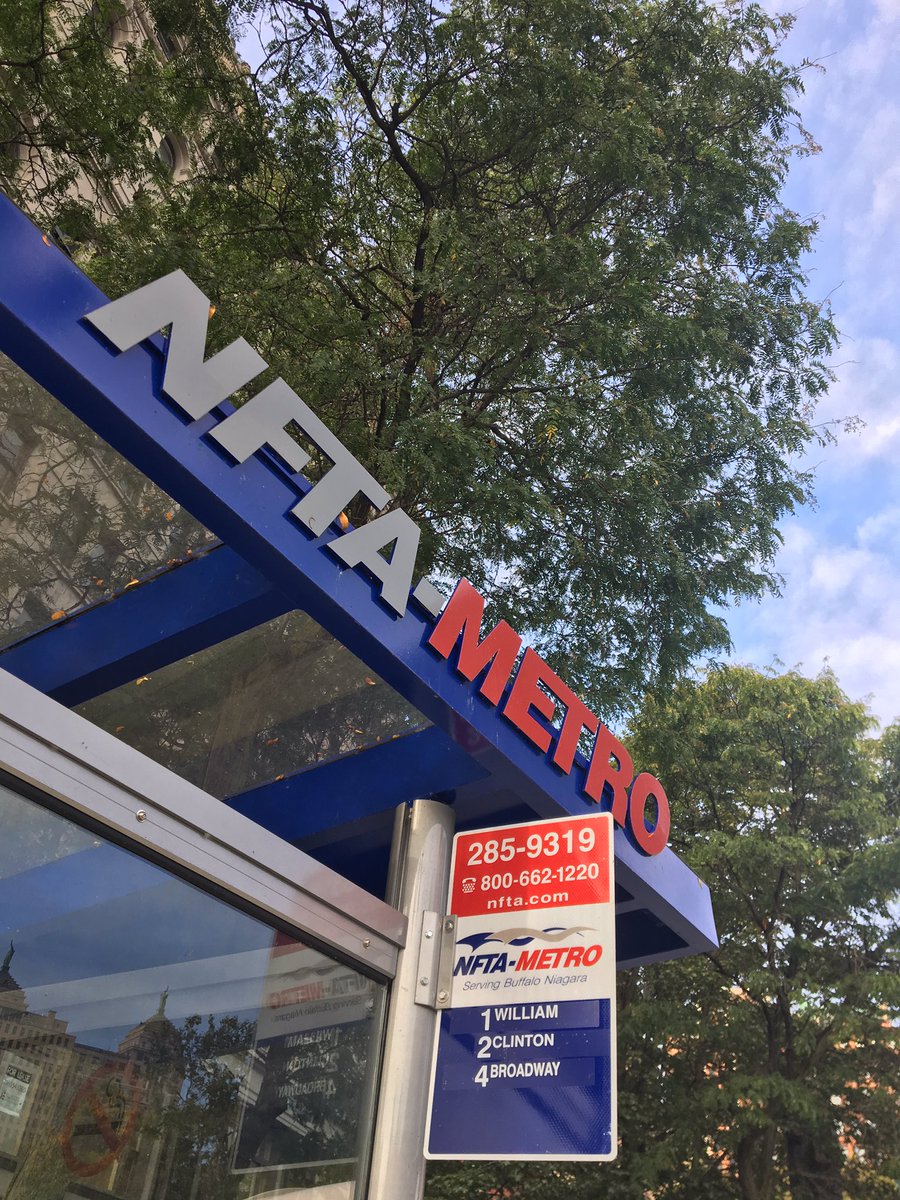 NFTA-METRO
285-9319
800-662-1220
nfta.com
NFTA-METRO
Serving Buffalo Niagara
1 WILLIAM
2 CLINTON
4 BROADWAY